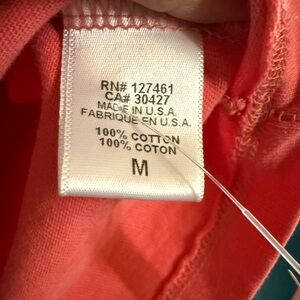 RN# 127461
CA# 30427
MADE IN U.S.A.
FABRIQUE EN U.S.A.
100% COTTON
100% COTON
M